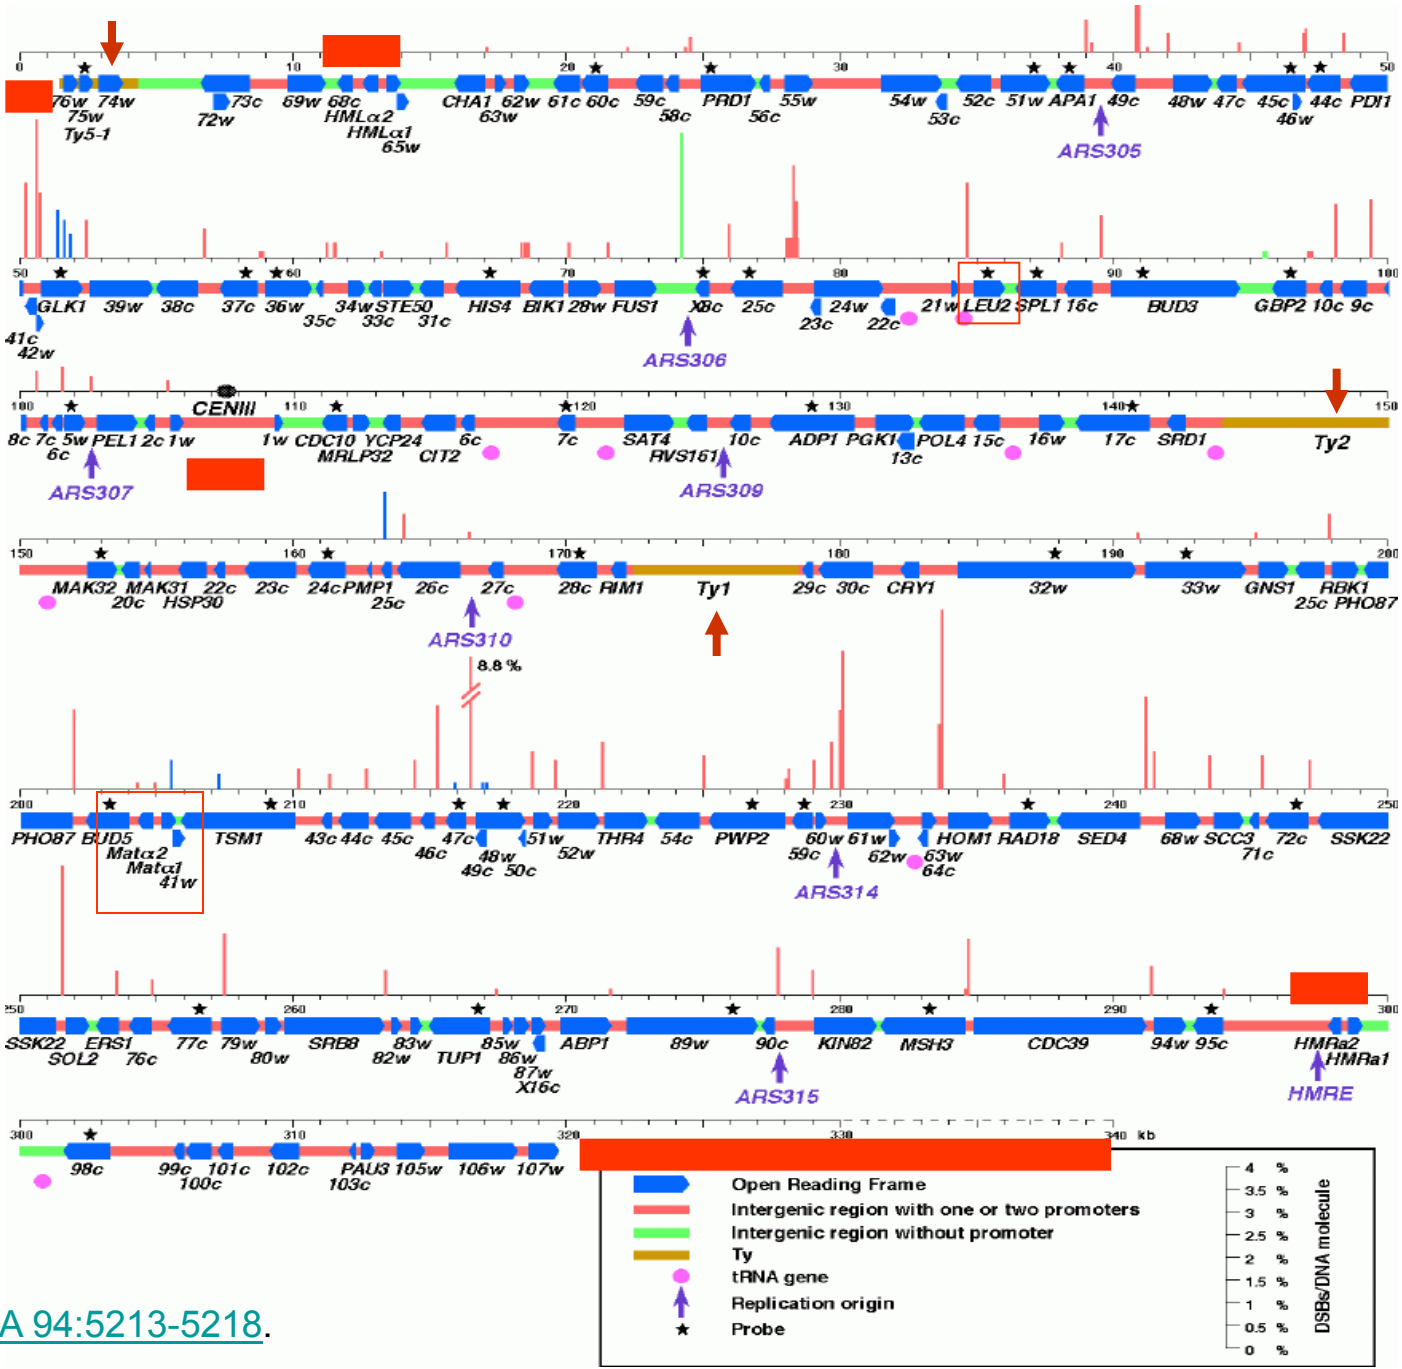 0 10 20 30 40 50
76w 74w 73c 69w 68c CHA1 62w 61c 60c 59c PRD1 55w 54w 52c 51w APA1 49c 48w 47c 45c 44c PDI1
75w 72w HMLα2 63w 58c 56c 53c 46w
Ty5-1 HMLα1
65w
ARS305
50 60 70 80 90 100
GLK1 39w 38c 37c 36w 34w STE50 HIS4 BIK1 28w FUS1 X8c 25c 24w 21w LEU2 SPL1 16c BUD3 GBP2 10c 9c
41c 35c 33c 31c 23c 22c
42w
ARS306
100 110 120 130 140 150
CENIII
8c 7c 5w PEL1 2c 1w 1w CDC10 YCP24 6c 7c SAT4 10c ADP1 PGK1 POL4 15c 16w 17c SRD1 Ty2
6c MRLP32 CIT2 RVS161 13c
ARS307 ARS309
150 160 170 180 190 200
MAK32 MAK31 22c 23c 24c PMP1 26c 27c 28c RIM1 Ty1 29c 30c CRY1 32w 33w GNS1 RBK1
20c HSP30 25c 25c PHO87
ARS310
8.8 %
200 210 220 230 240 250
PHO87 BUD5 TSM1 43c 44c 45c 47c 51w THR4 54c PWP2 60w 61w HOM1 RAD18 SED4 68w SCC3 72c SSK22
Matα2 46c 48w 52w 59c 62w 63w 71c
Matα1 49c 50c 64c
41w
ARS314
250 260 270 280 290 300
SSK22 ERS1 77c 79w SRB8 83w 85w ABP1 89w 90c KIN82 MSH3 CDC39 94w 95c HMRa2
SOL2 76c 80w 82w TUP1 86w HMRa1
87w
X16c
ARS315 HMRE
300 310 320 330 340 kb
98c 99c 101c 102c PAU3 105w 106w 107w
100c 103c
Open Reading Frame
Intergenic region with one or two promoters
Intergenic region without promoter
Ty
tRNA gene
Replication origin
Probe
4 %
3.5 %
3 %
2.5 %
2 %
1.5 %
1 %
0.5 %
0 %
DSBs/DNA molecule
A 94:5213-5218.